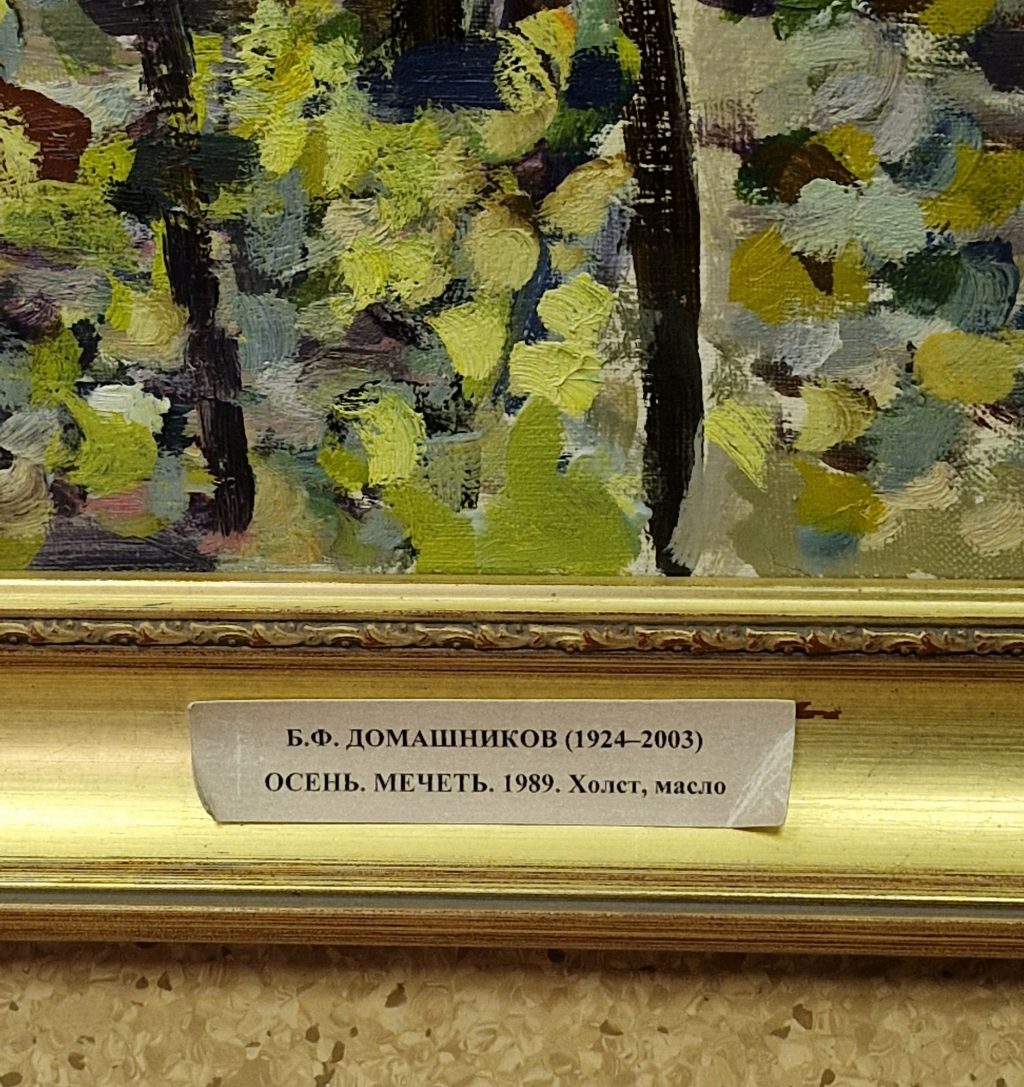 Б.Ф. ДОМАШНИКОВ (1924–2003)
ОСЕНЬ. МЕЧЕТЬ. 1989. Холст, масло